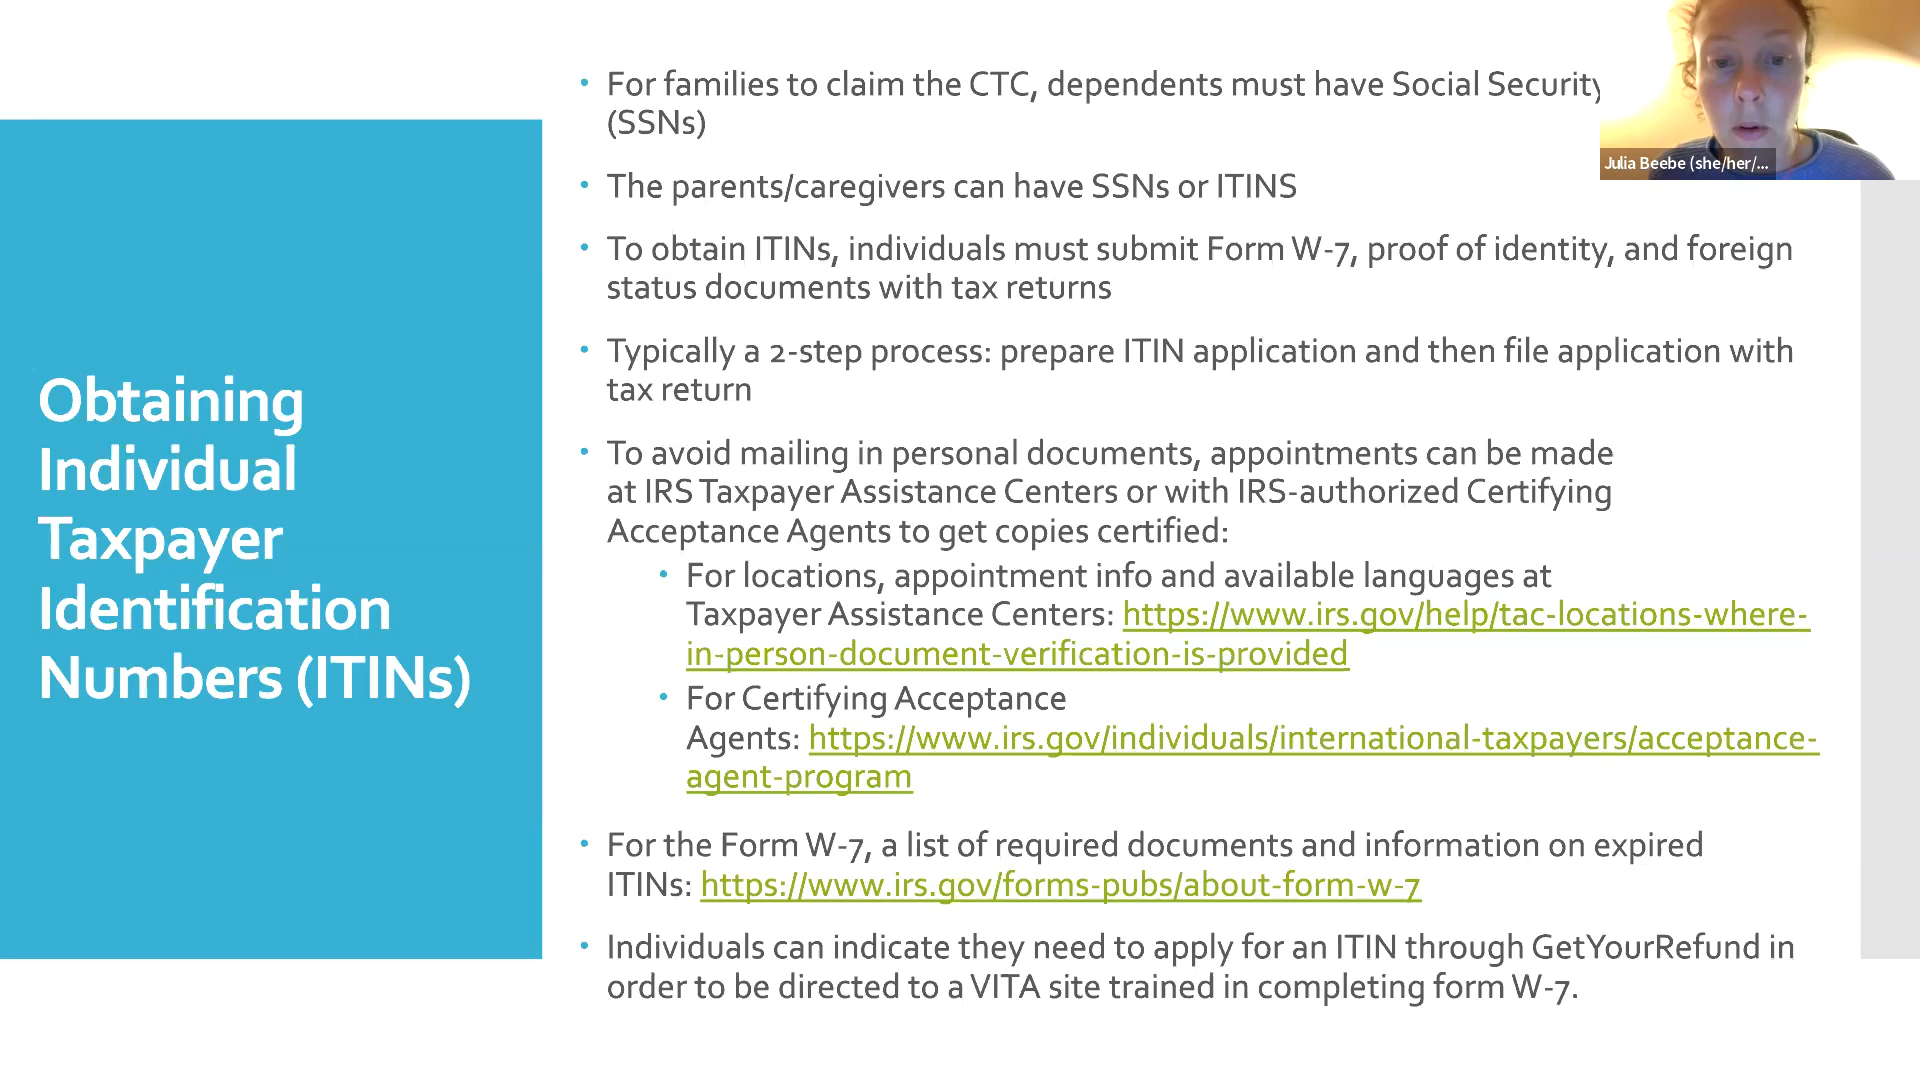 For families to claim the CTC, dependents must have Social Security
(SSNs)
Julia Beebe (she/her/...
The parents/caregivers can have SSNs or ITINS
To obtain ITINs, individuals must submit Form W-7, proof of identity, and foreign
status documents with tax returns
Typically a 2-step process: prepare ITIN application and then file application with
tax return
Obtaining
Individual
Taxpayer
Identification
Numbers (ITINs)
To avoid mailing in personal documents, appointments can be made
at IRS Taxpayer Assistance Centers or with IRS-authorized Certifying
Acceptance Agents to get copies certified:
For locations, appointment info and available languages at
Taxpayer Assistance Centers: https://www.irs.gov/help/tac-locations-where-
in-person-document-verification-is-provided
For Certifying Acceptance
Agents: https://www.irs.gov/individuals/international-taxpayers/acceptance-
agent-program
For the Form W-7, a list of required documents and information on expired
ITINs: https://www.irs.gov/forms-pubs/about-form-w-7
Individuals can indicate they need to apply for an ITIN through GetYourRefund in
order to be directed to a VITA site trained in completing form W-7.